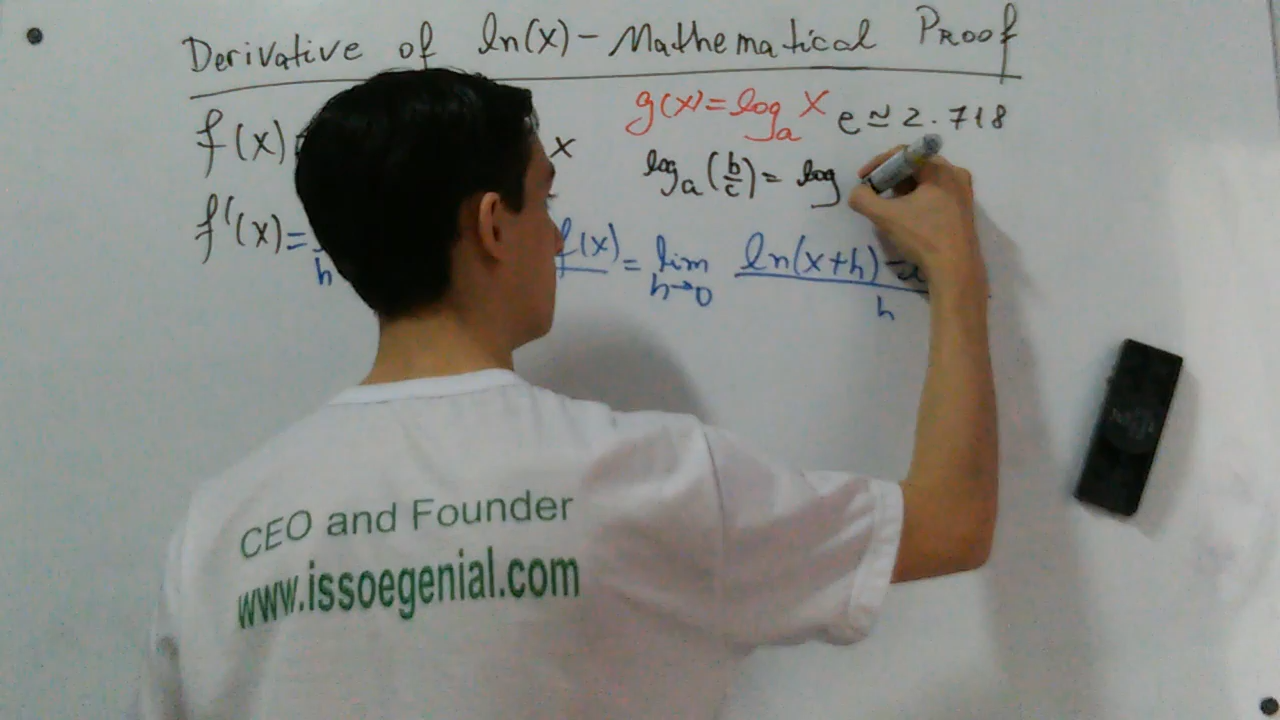 Derivative of ln(x) - Mathematical Proof
f(x) x
g(x) = log_a x e ≃ 2.718
log_a (b/c) = log
f'(x) = h f(x) = lim h→0 ln(x+h) - h
CEO and Founder
www.issoegenial.com